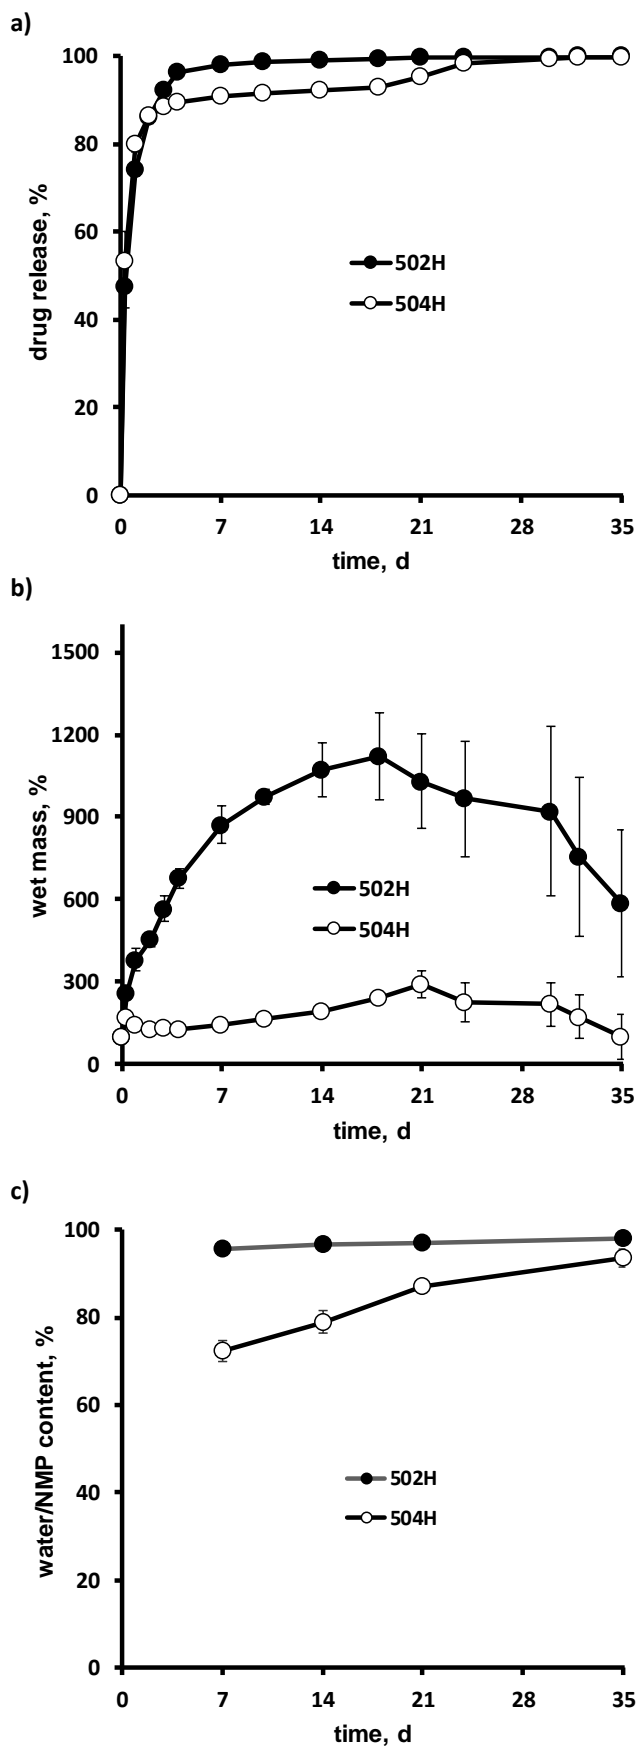 a)
drug release, %
100
80
60
40
20
0
502H
504H
0 7 14 21 28 35
time, d
b)
wet mass, %
1500
1200
900
600
300
0
502H
504H
0 7 14 21 28 35
time, d
c)
water/NMP content, %
100
80
60
40
20
0
502H
504H
0 7 14 21 28 35
time, d